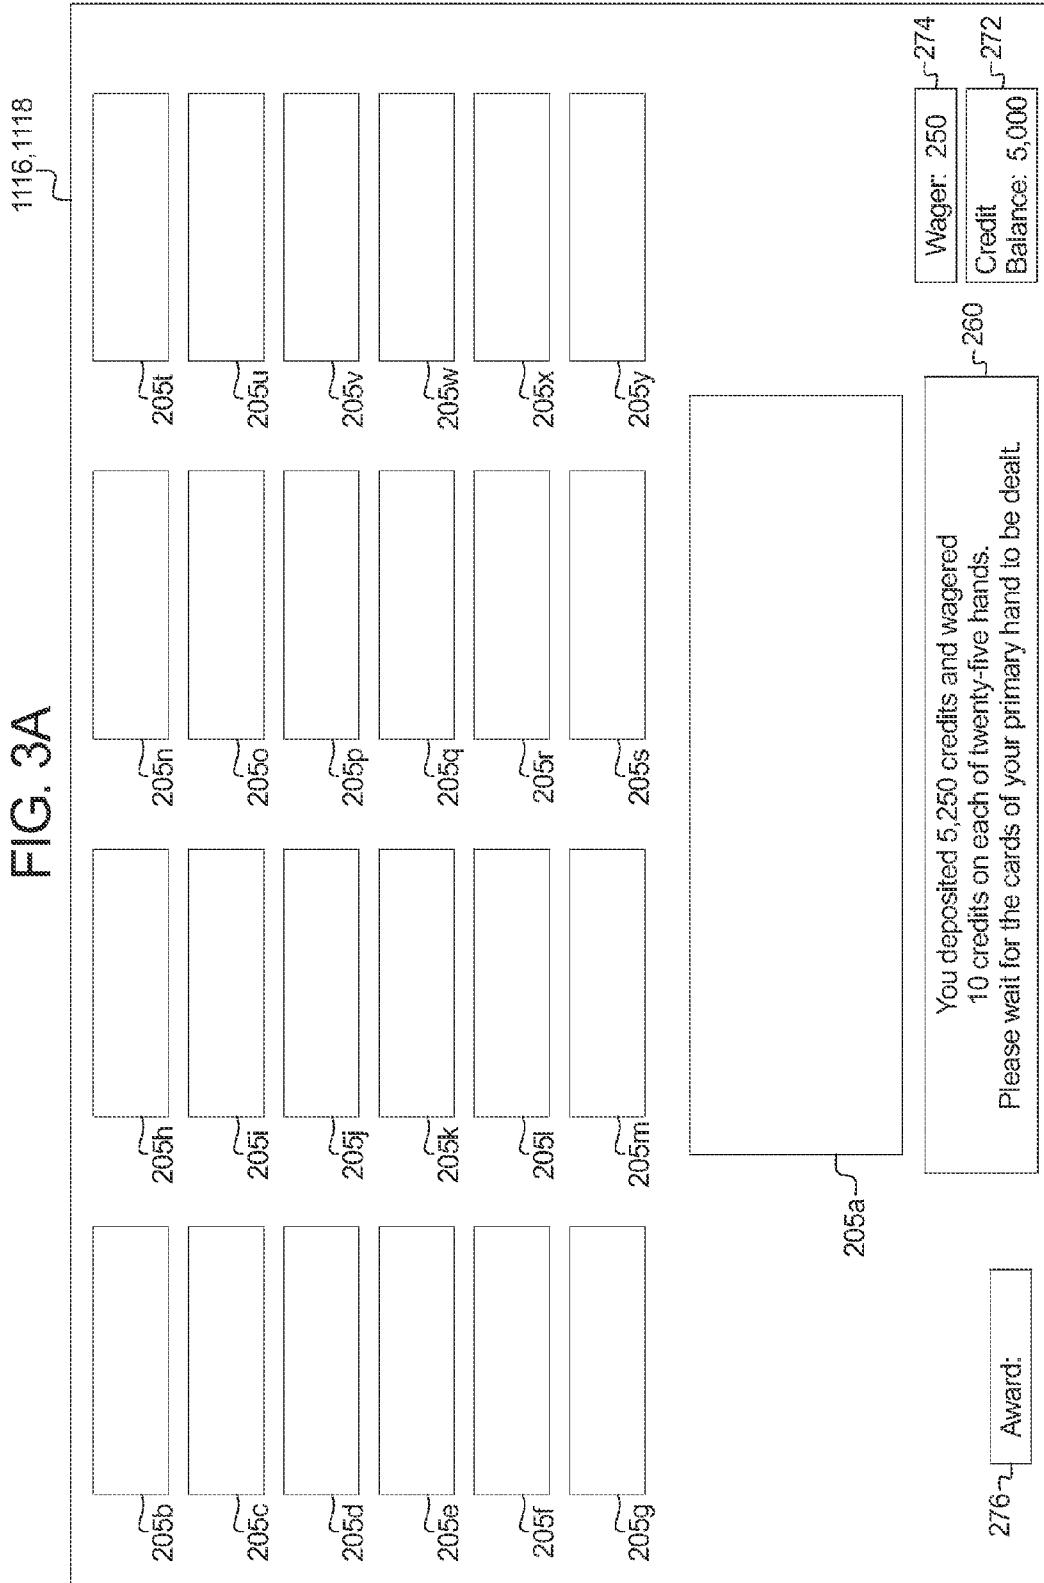 FIG. 3A
1116,1118
205b
205h
205n
205t
205c
205i
205o
205u
205d
205j
205p
205v
205e
205k
205q
205w
205f
205l
205r
205x
205g
205m
205s
205y
205a
Wager: 250
274
Credit
Balance: 5,000
272
260
You deposited 5,250 credits and wagered
10 credits on each of twenty-five hands.
Please wait for the cards of your primary hand to be dealt.
276
Award: